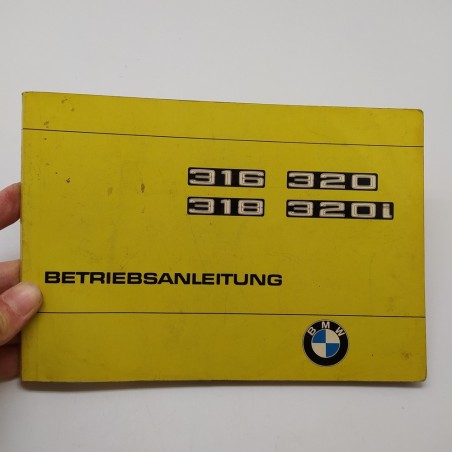 316 320
318 320i
BETRIEBSANLEITUNG
BMW